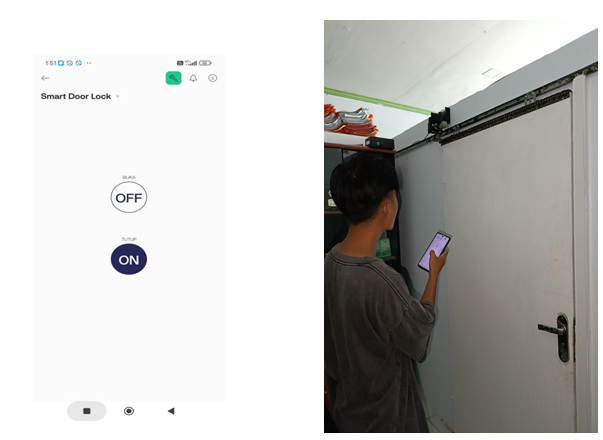 1:51
Smart Door Lock
BUKA
OFF
TUTUP
ON